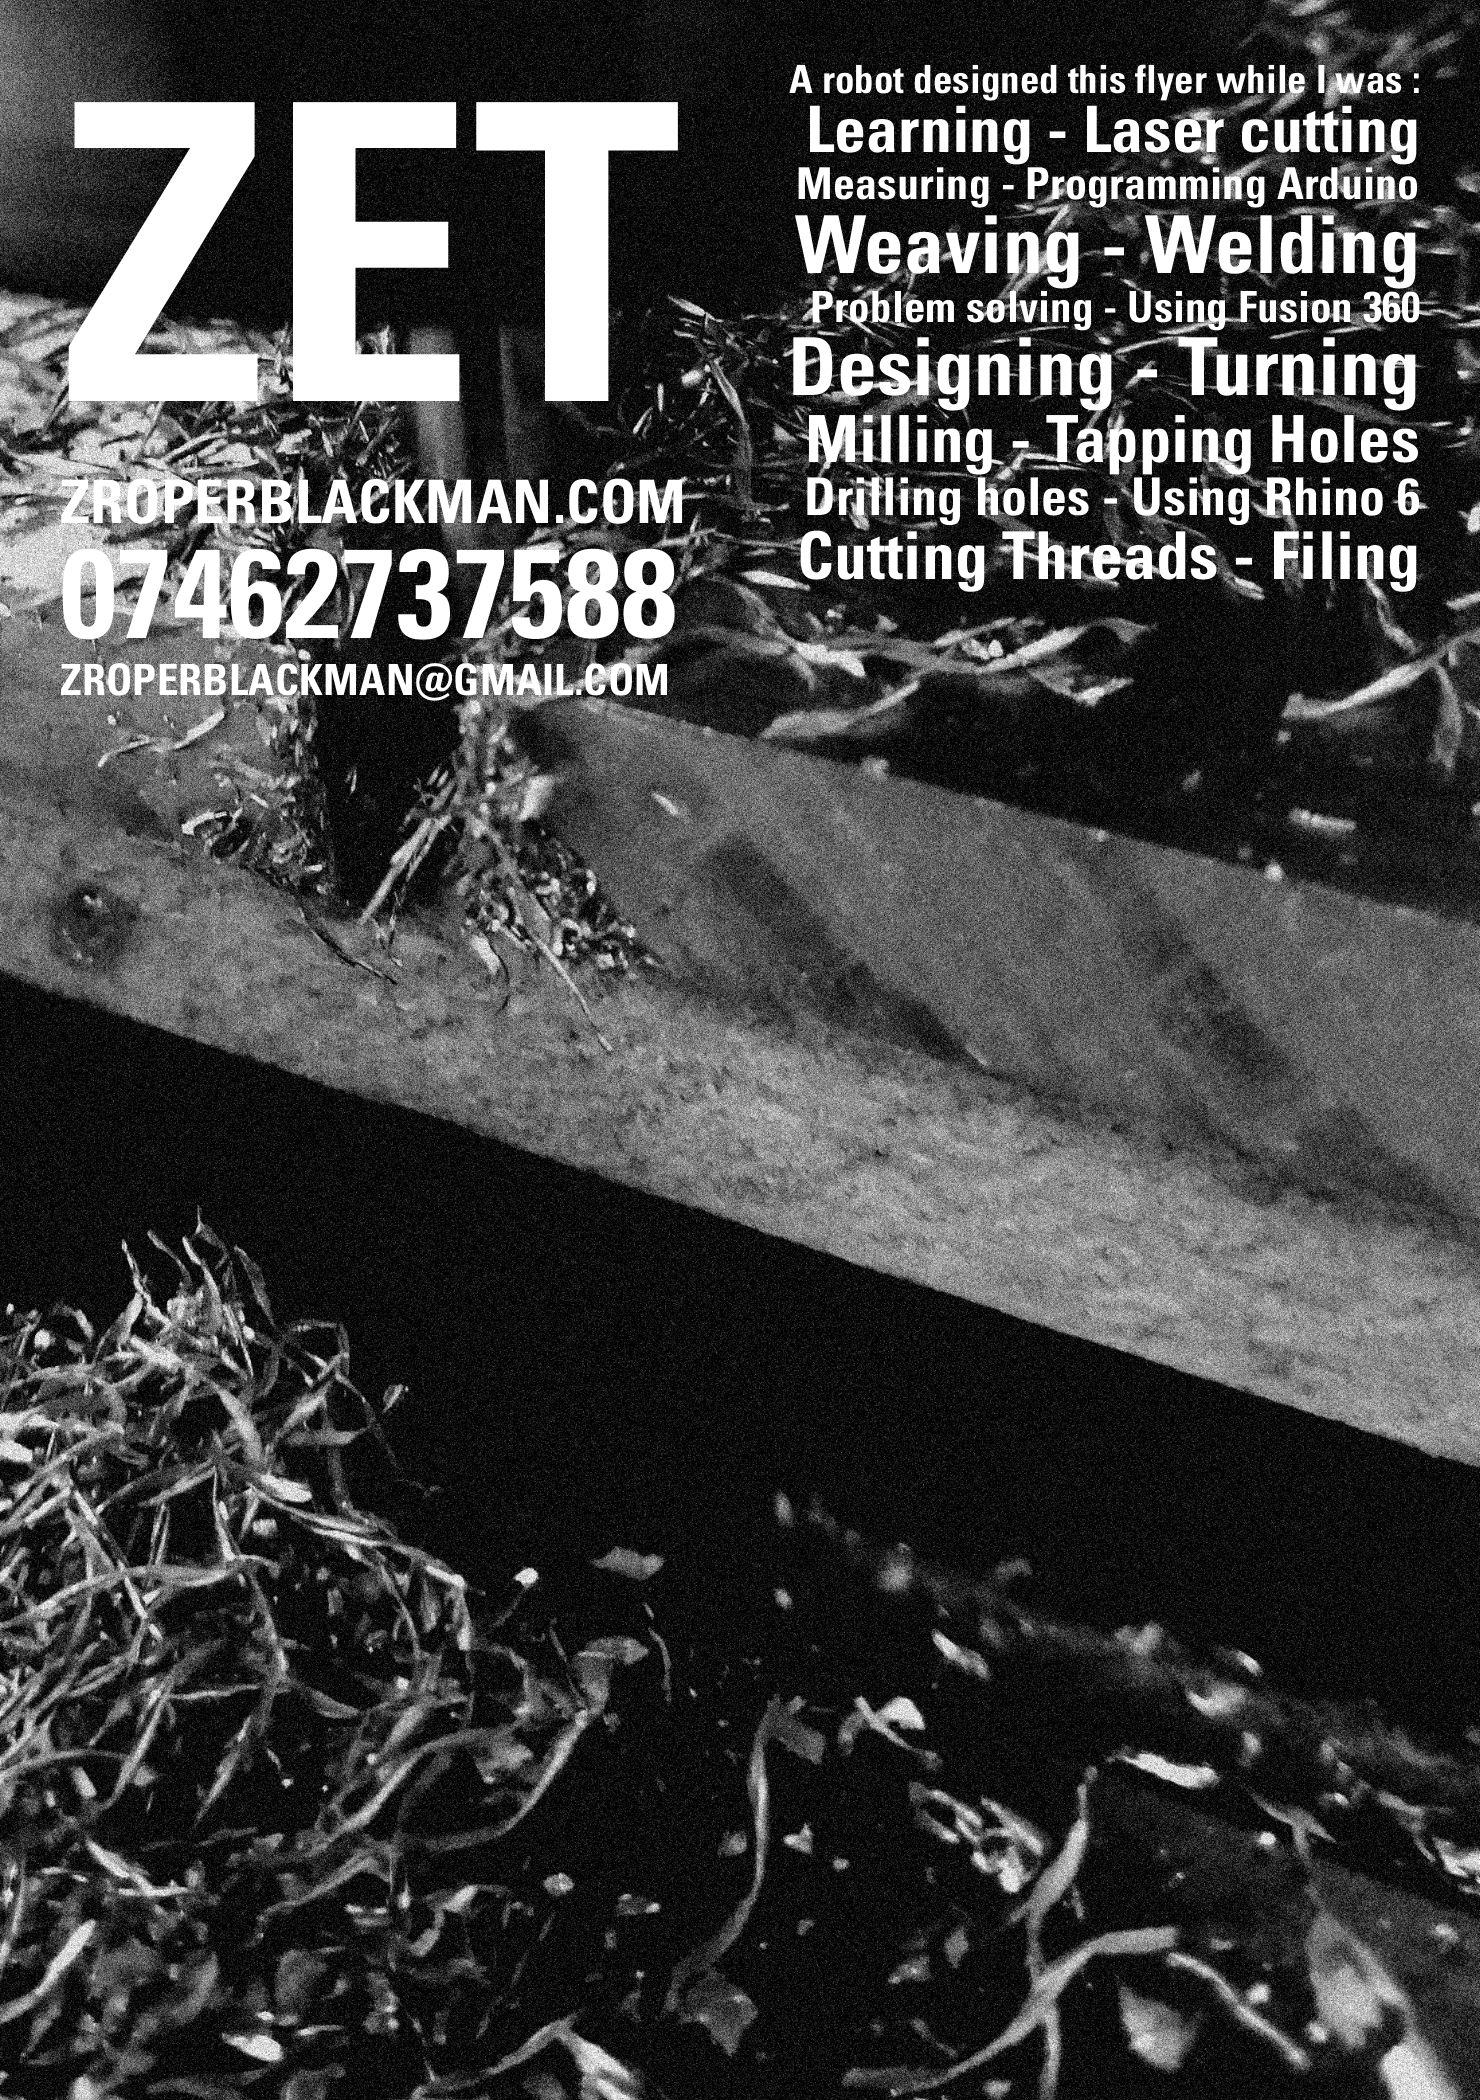 ZET
ZROPERBLACKMAN.COM
07462737588
ZROPERBLACKMAN@GMAIL.COM
A robot designed this flyer while I was :
Learning - Laser cutting
Measuring - Programming Arduino
Weaving - Welding
Problem solving - Using Fusion 360
Designing - Turning
Milling - Tapping Holes
Drilling holes - Using Rhino 6
Cutting Threads - Filing